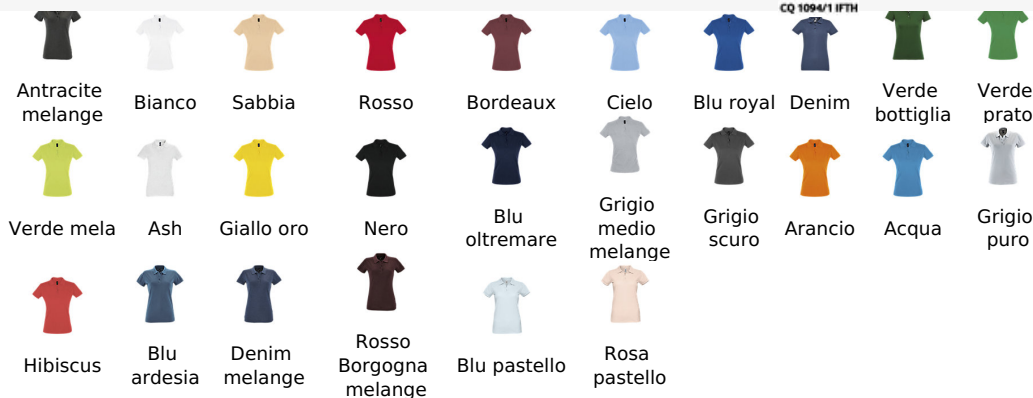 CQ 1094/1 IFTH
Antracite melange
Bianco
Sabbia
Rosso
Bordeaux
Cielo
Blu royal
Denim
Verde bottiglia
Verde prato
Verde mela
Ash
Giallo oro
Nero
Blu oltremare
Grigio medio melange
Grigio scuro
Arancio
Acqua
Grigio puro
Hibiscus
Blu ardesia
Denim melange
Rosso Borgogna melange
Blu pastello
Rosa pastello